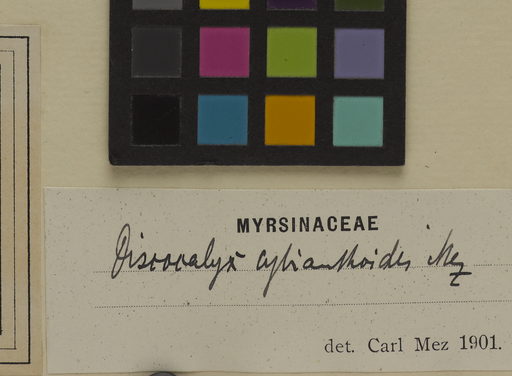 MYRSINACEAE
Discocalyx cybianthoides Mez
det. Carl Mez 1901.